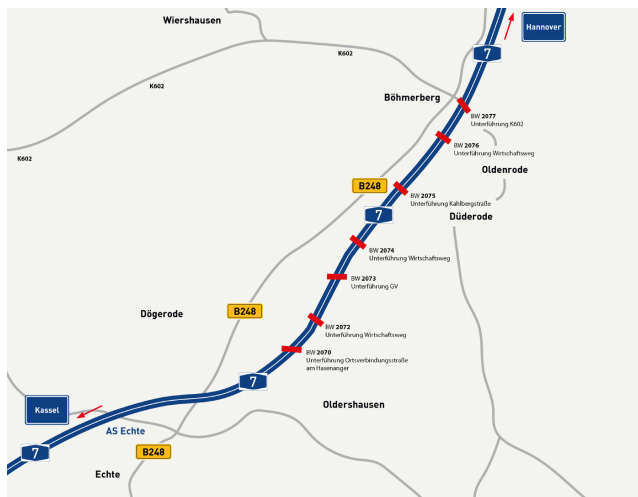 Wiershausen
Hannover
K602
7
K602
Böhmerberg
BW 2077
Unterführung K602
BW 2076
Unterführung Wirtschaftsweg
K602
Oldenrode
B248
BW 2075
Unterführung Kahlbergstraße
7
Düderode
BW 2074
Unterführung Wirtschaftsweg
BW 2073
Unterführung GV
B248
Dögerode
BW 2072
Unterführung Wirtschaftsweg
BW 2070
Unterführung Ortsverbindungsstraße
am Hasenanger
7
Oldershausen
Kassel
AS Echte
7
B248
Echte